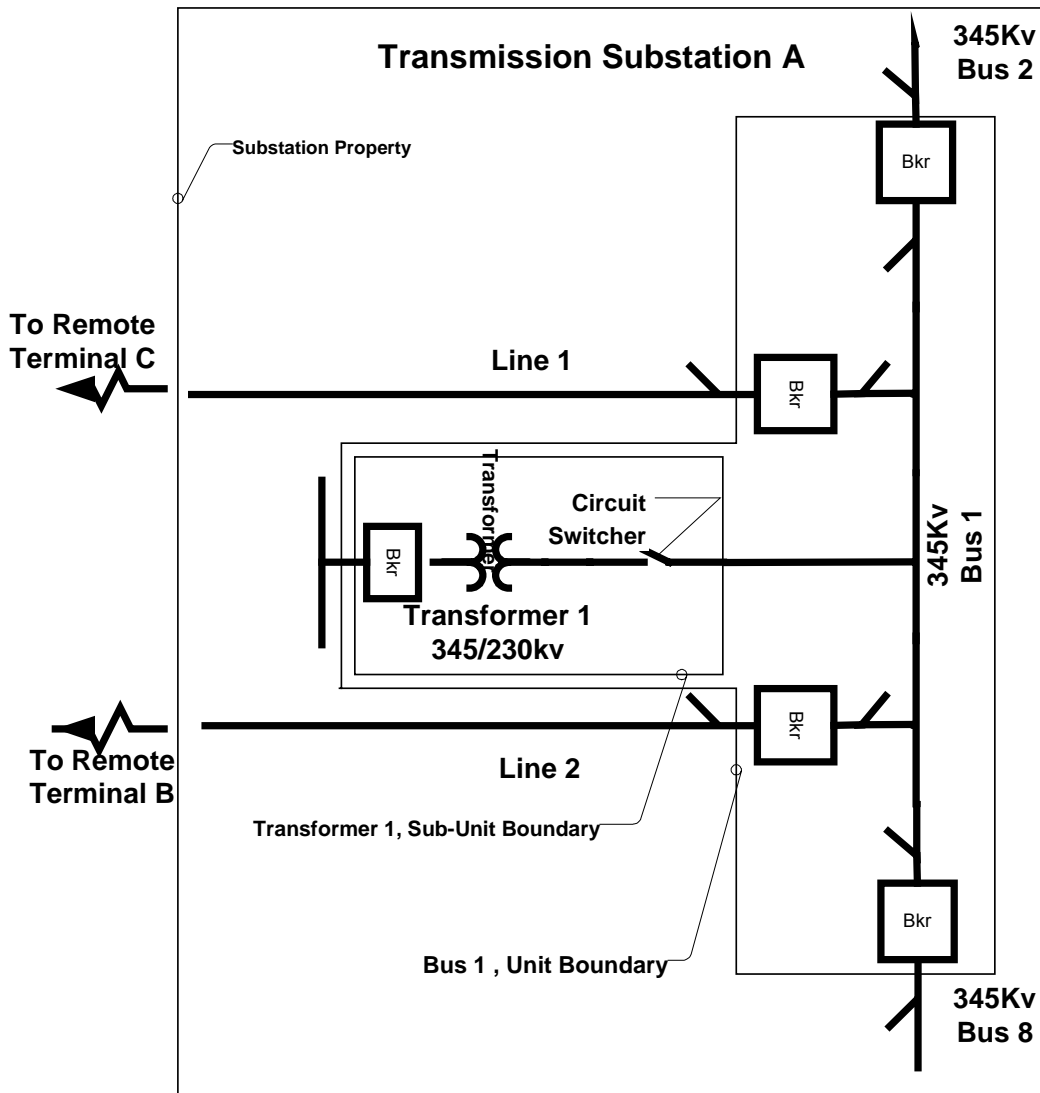 Transmission Substation A
345Kv
Bus 2
Substation Property
Bkr
To Remote
Terminal C
Line 1
Bkr
Transformer
Circuit
Switcher
Bkr
345Kv
Bus 1
Transformer 1
345/230kv
Bkr
To Remote
Terminal B
Line 2
Transformer 1, Sub-Unit Boundary
Bkr
Bus 1 , Unit Boundary
345Kv
Bus 8